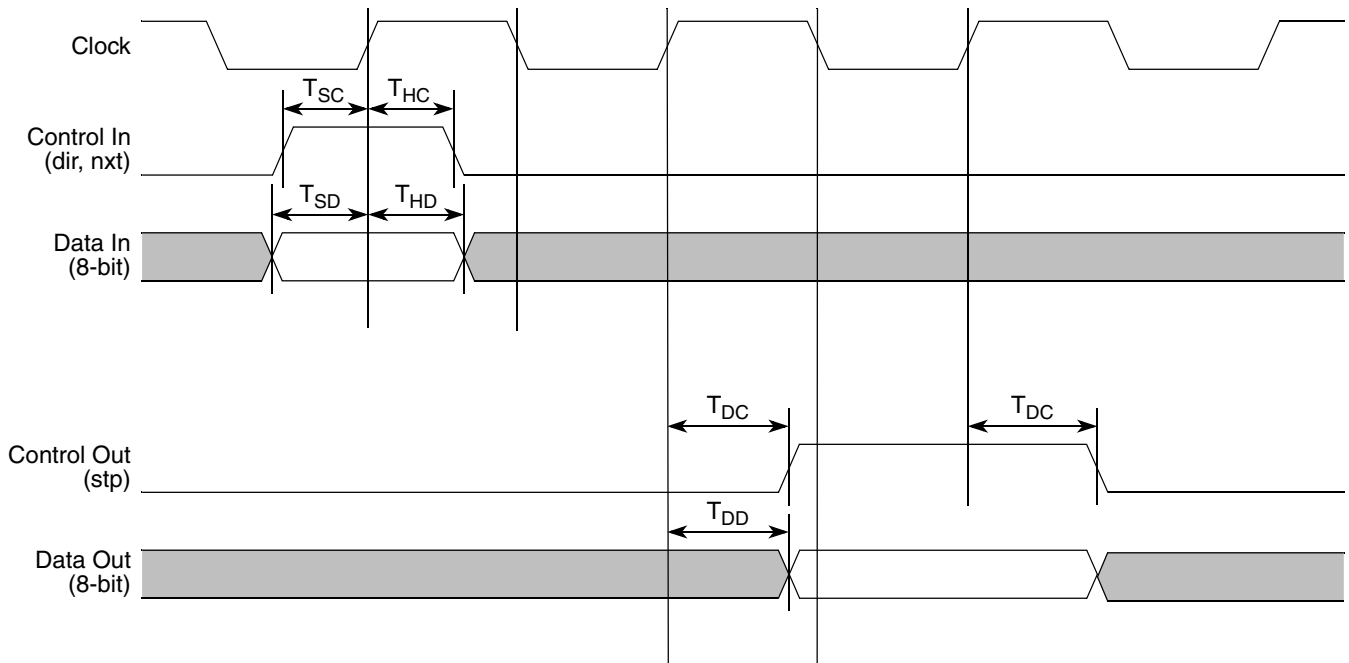 Clock
T_SC T_HC
Control In
(dir, nxt)
T_SD T_HD
Data In
(8-bit)
T_DC T_DC
Control Out
(stp)
T_DD
Data Out
(8-bit)